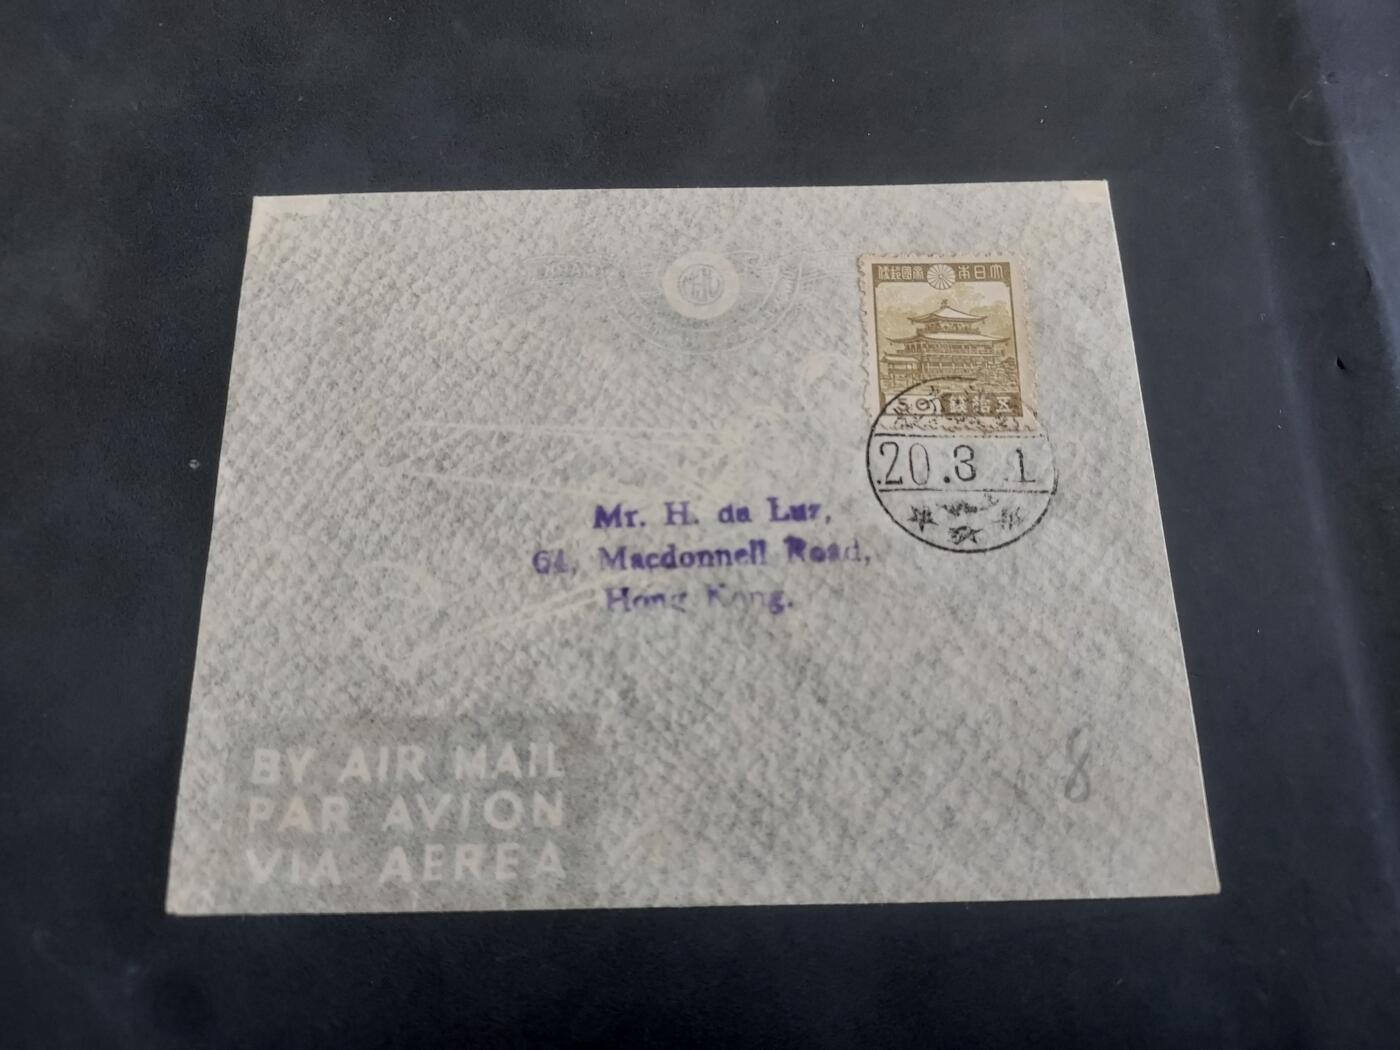 大日本帝國郵便
五拾錢
Mr. H. da Luz,
64, Macdonnell Road,
Hong Kong.
20.3.1
BY AIR MAIL
PAR AVION
VIA AEREA
8